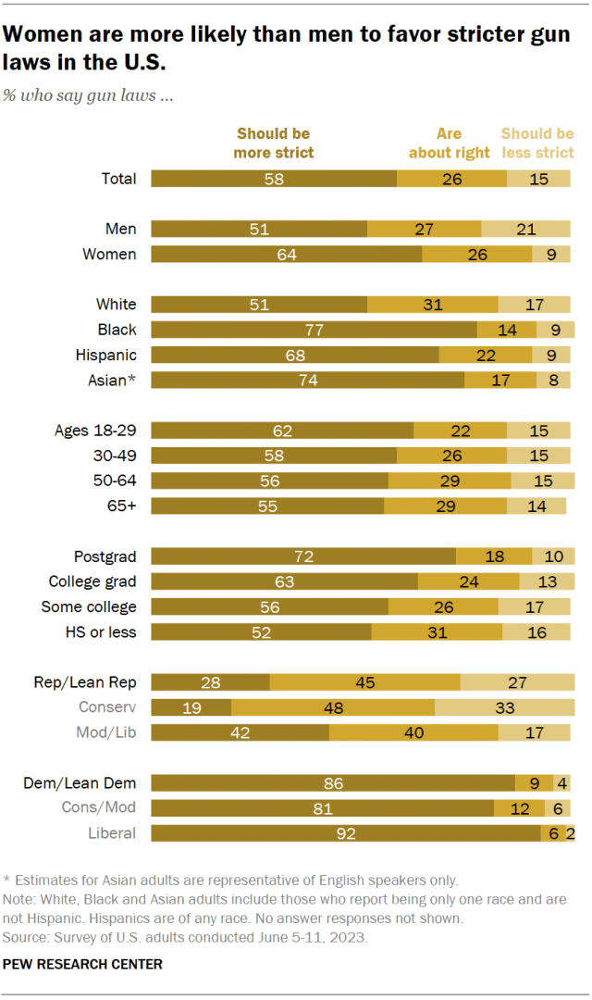 Women are more likely than men to favor stricter gun
laws in the U.S.
% who say gun laws ...
Should be more strict Are about right Should be less strict
Total 58 26 15
Men 51 27 21
Women 64 26 9
White 51 31 17
Black 77 14 9
Hispanic 68 22 9
Asian* 74 17 8
Ages 18-29 62 22 15
30-49 58 26 15
50-64 56 29 15
65+ 55 29 14
Postgrad 72 18 10
College grad 63 24 13
Some college 56 26 17
HS or less 52 31 16
Rep/Lean Rep 28 45 27
Conserv 19 48 33
Mod/Lib 42 40 17
Dem/Lean Dem 86 9 4
Cons/Mod 81 12 6
Liberal 92 6 2
* Estimates for Asian adults are representative of English speakers only.
Note: White, Black and Asian adults include those who report being only one race and are
not Hispanic. Hispanics are of any race. No answer responses not shown.
Source: Survey of U.S. adults conducted June 5-11, 2023.
PEW RESEARCH CENTER